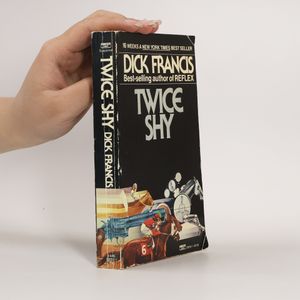 16 WEEKS A NEW YORK TIMES BEST SELLER
DICK FRANCIS
Best-selling author of REFLEX
TWICE
SHY
TWICE SHY DICK FRANCIS
6